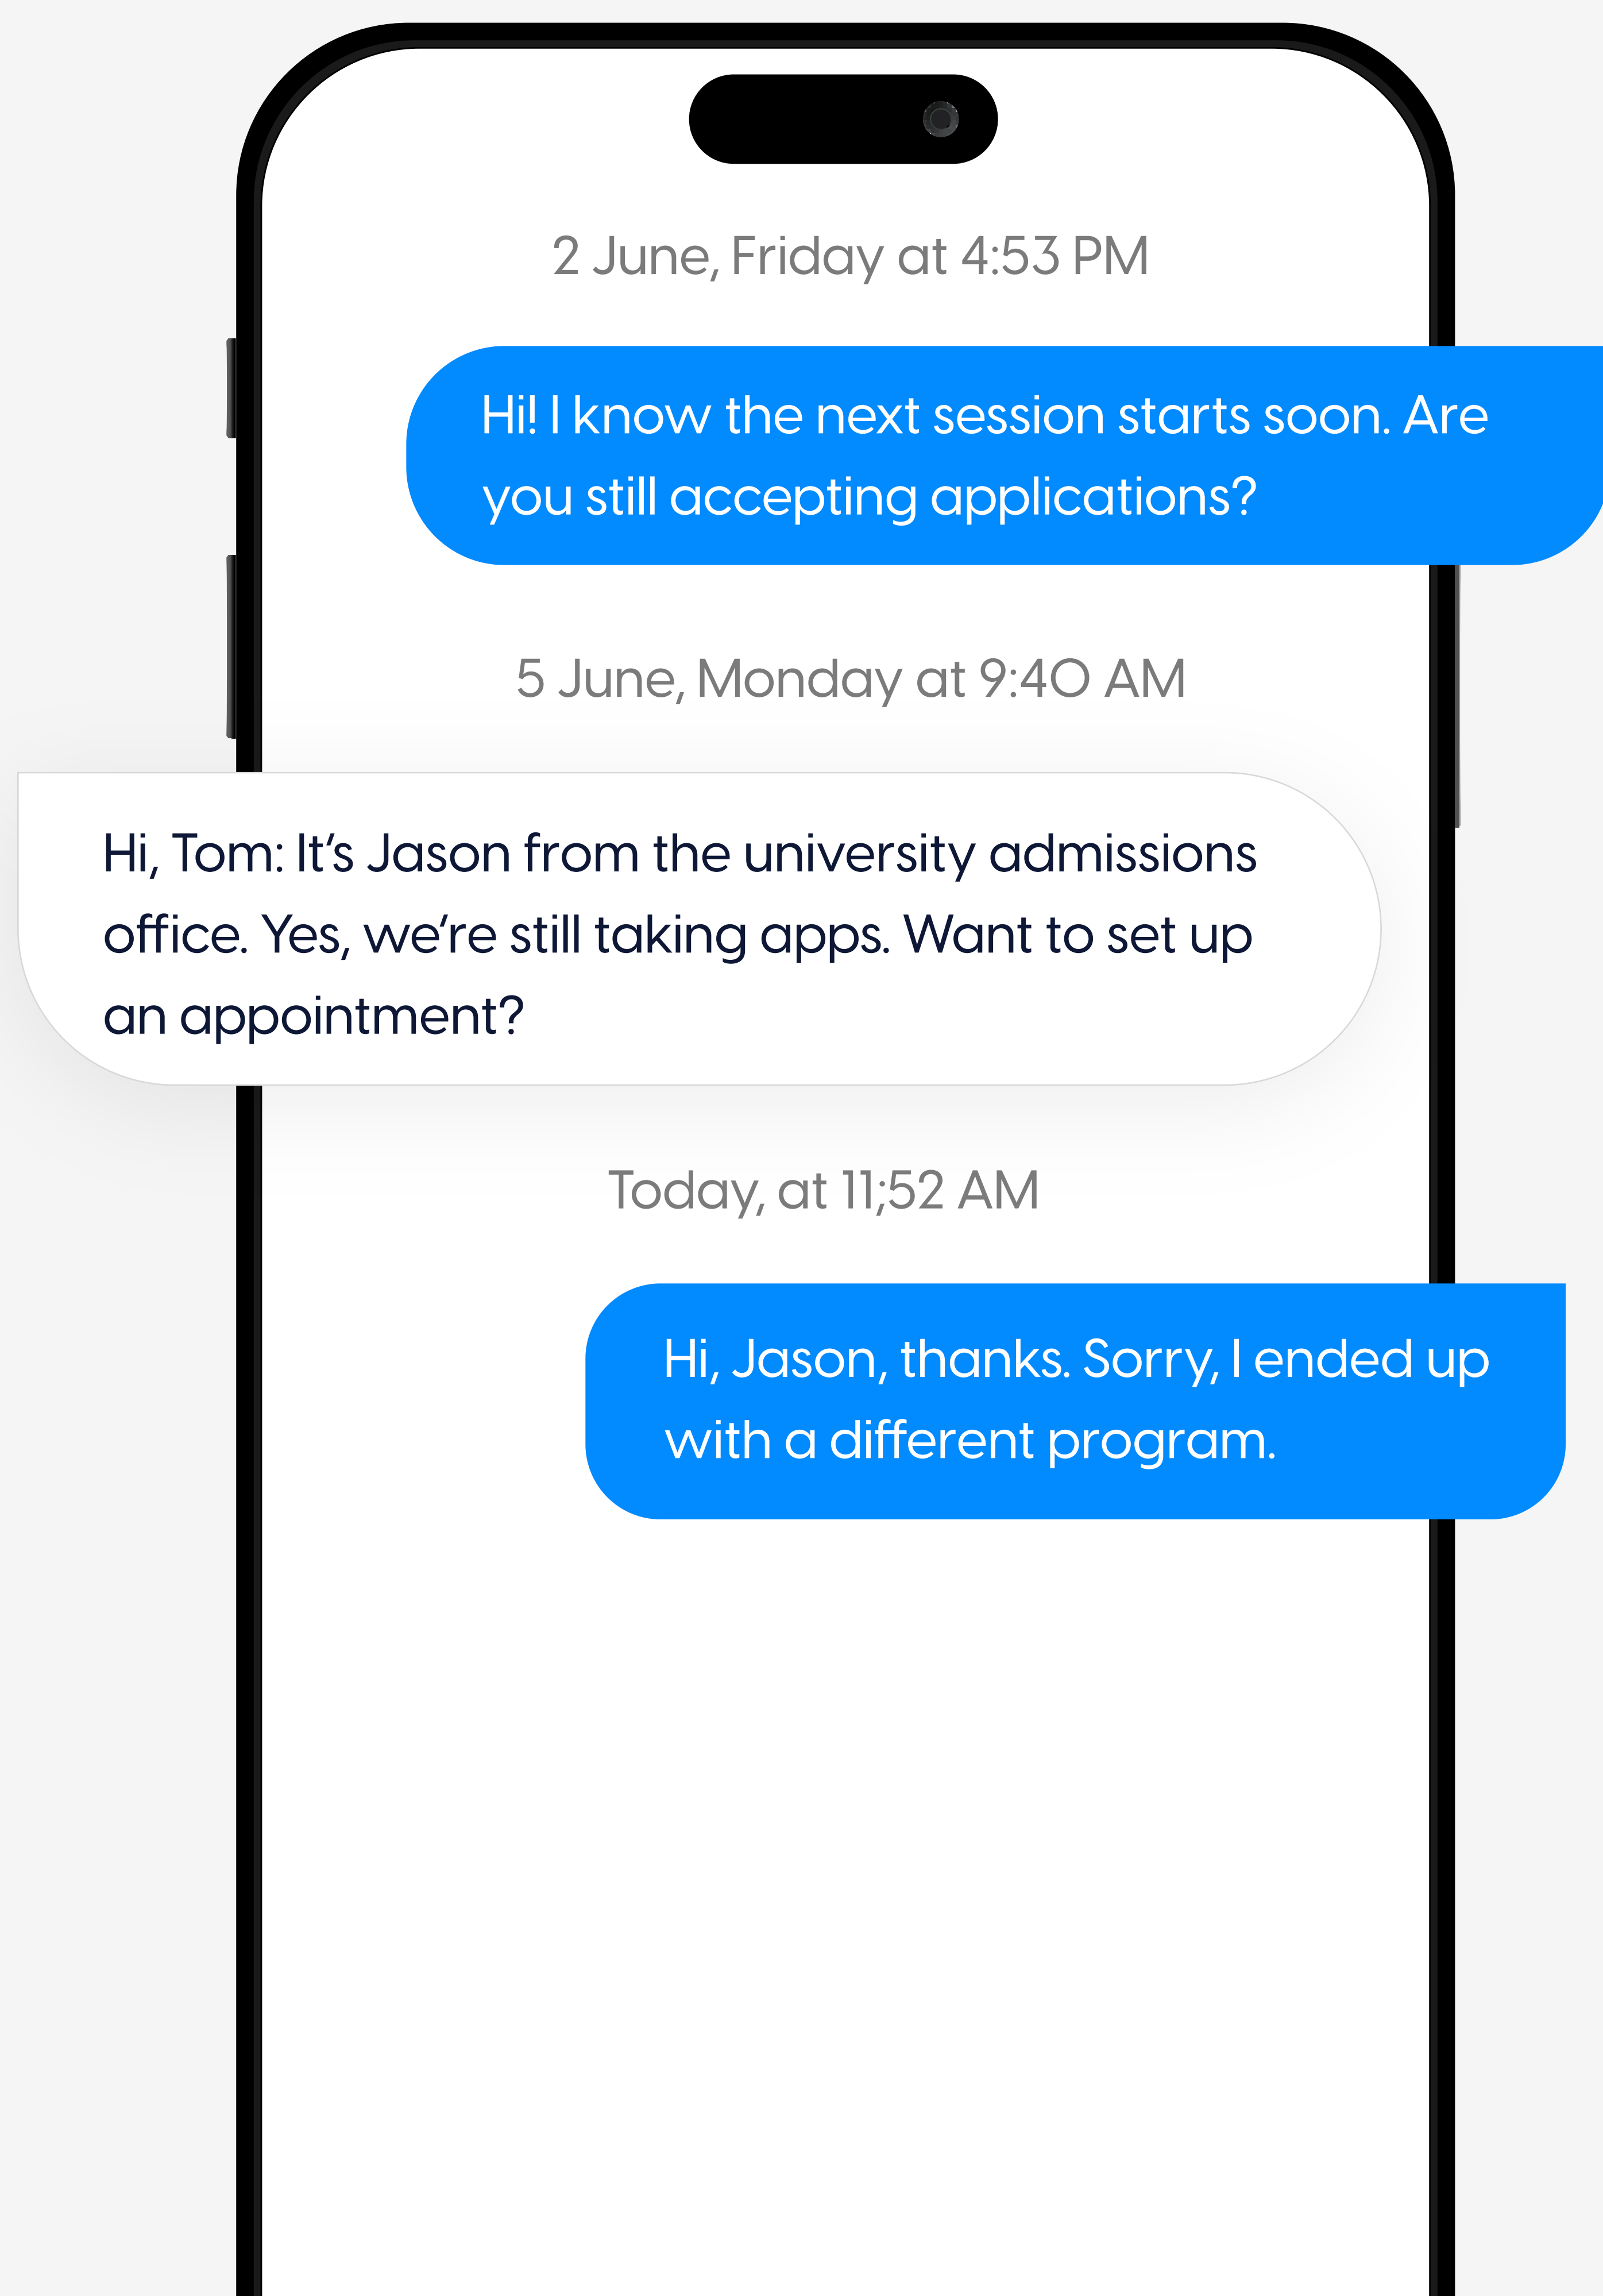 2 June, Friday at 4:53 PM
Hi! I know the next session starts soon. Are
you still accepting applications?
5 June, Monday at 9:40 AM
Hi, Tom: It‘s Jason from the university admissions
office. Yes, we‘re still taking apps. Want to set up
an appointment?
Today, at 11;52 AM
Hi, Jason, thanks. Sorry, I ended up
with a different program.